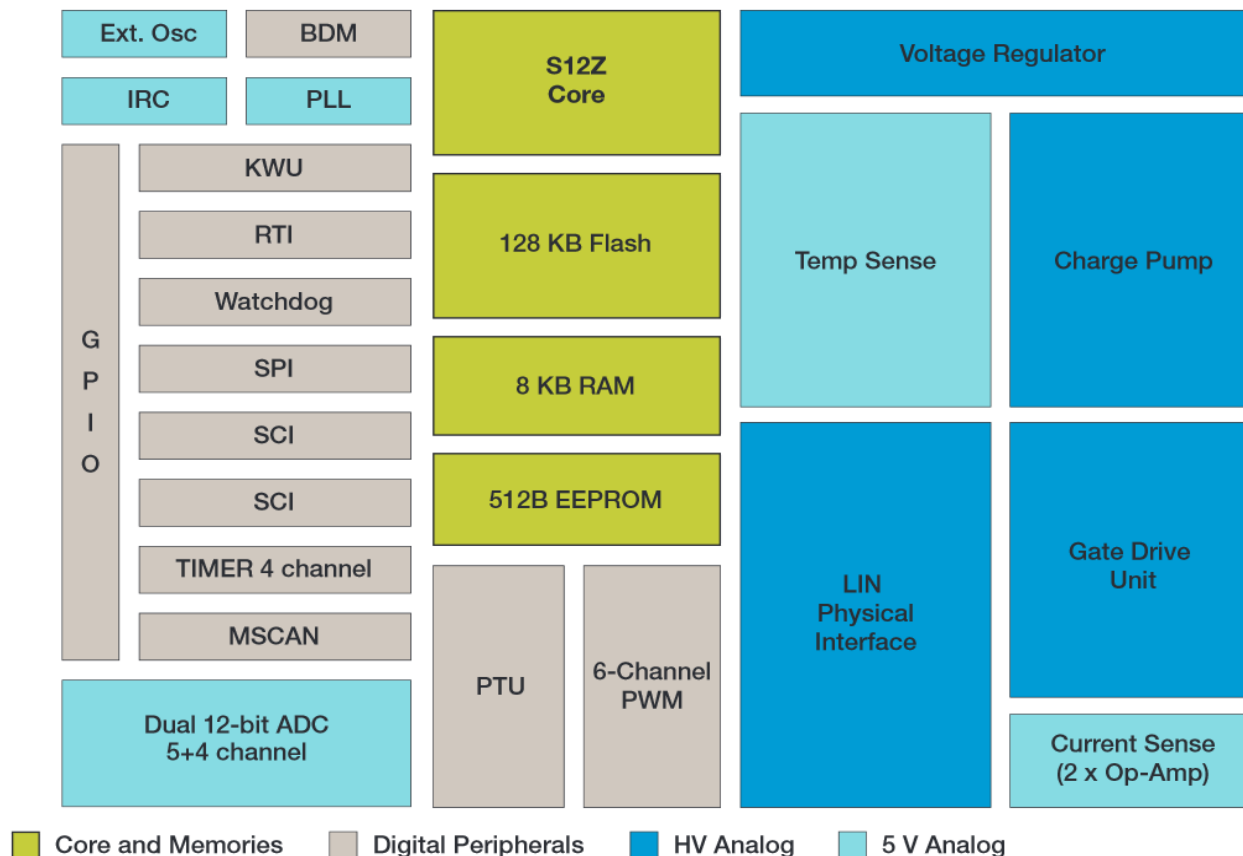 Ext. Osc
BDM
IRC
PLL
G
P
I
O
KWU
RTI
Watchdog
SPI
SCI
SCI
TIMER 4 channel
MSCAN
Dual 12-bit ADC
5+4 channel
S12Z
Core
128 KB Flash
8 KB RAM
512B EEPROM
PTU
6-Channel
PWM
Voltage Regulator
Temp Sense
Charge Pump
LIN
Physical
Interface
Gate Drive
Unit
Current Sense
(2 x Op-Amp)
Core and Memories
Digital Peripherals
HV Analog
5 V Analog